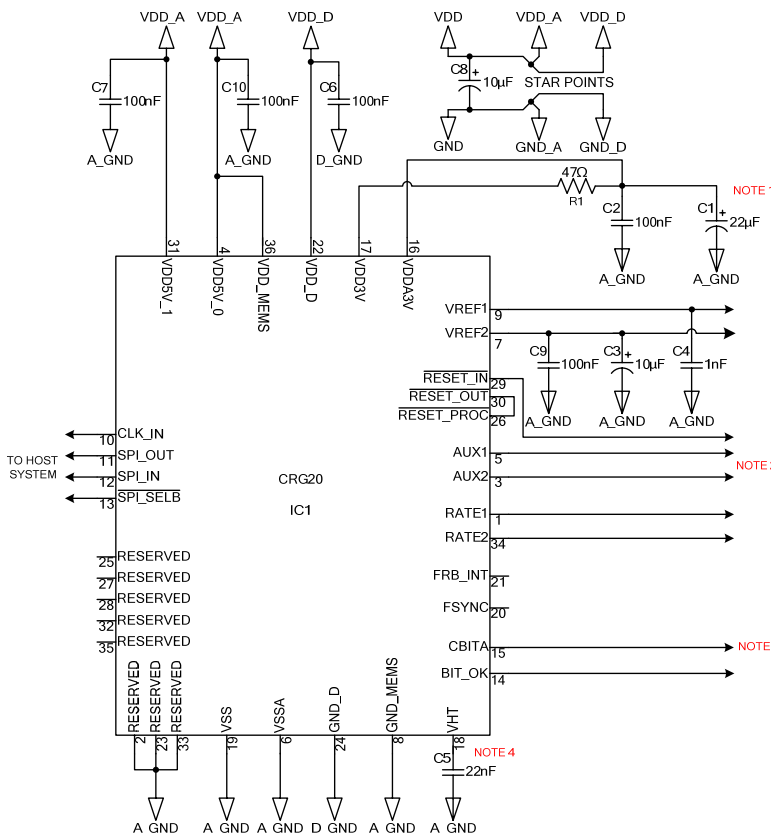 VDD_A VDD_A VDD_D VDD VDD_A VDD_D
C7 100nF C10 100nF C6 100nF C8 + 10µF STAR POINTS
A_GND A_GND D_GND GND GND_A GND_D
47Ω
R1
NOTE 1
C2 100nF C1 + 22µF
A_GND A_GND
31 4 36 22 17 16
VDD5V_1 VDD5V_0 VDD_MEMS VDD_D VDD3V VDDA3V
VREF1 9
VREF2 7
C9 100nF C3 + 10µF C4 1nF
A_GND A_GND A_GND
RESET_IN 29
RESET_OUT 30
RESET_PROC 26
TO HOST
SYSTEM
10 CLK_IN
11 SPI_OUT
12 SPI_IN
13 SPI_SELB
CRG20
IC1
AUX1 5
AUX2 3
NOTE
RATE1 1
RATE2 34
25 RESERVED
27 RESERVED
28 RESERVED
32 RESERVED
35 RESERVED
FRB_INT 21
FSYNC 20
CBITA 15
NOTE
BIT_OK 14
RESERVED RESERVED RESERVED VSS VSSA GND_D GND_MEMS VHT
2 23 33 19 6 24 8 18
NOTE 4
C5 22nF
A_GND A_GND A_GND D_GND A_GND A_GND